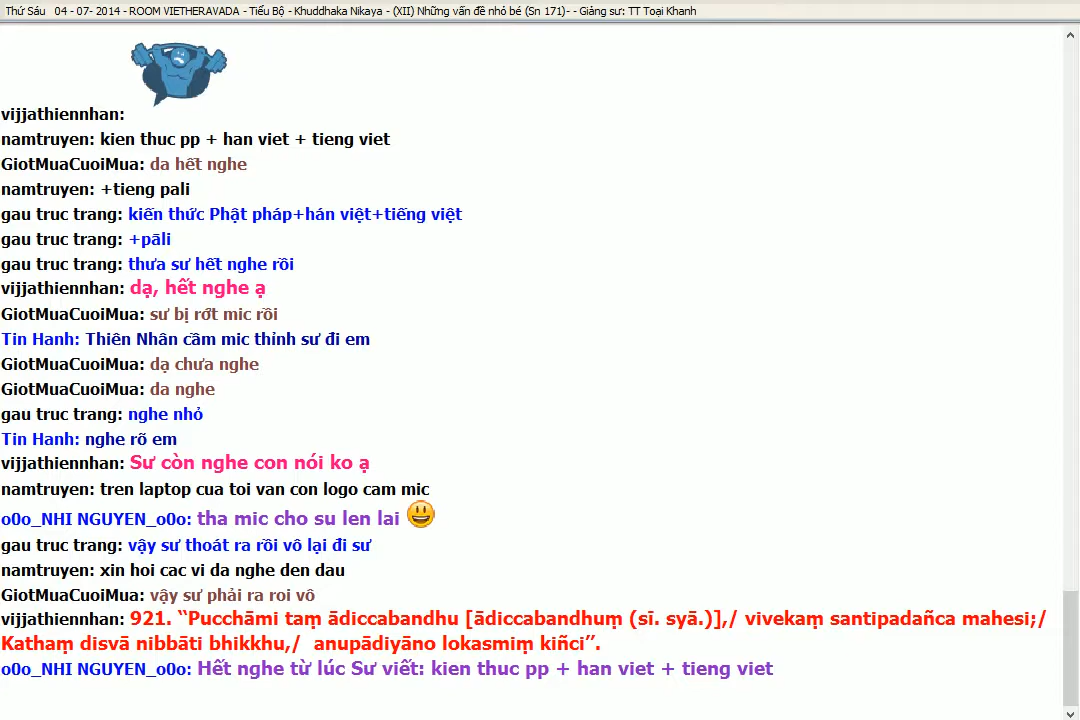 Thứ Sáu 04 - 07- 2014 - ROOM VIETHERAVADA - Tiểu Bộ - Khuddhaka Nikaya - (XII) Những vấn đề nhỏ bé (Sn 171)- - Giảng sư: TT Toại Khanh
vijjathiennhan:
namtruyen: kien thuc pp + han viet + tieng viet
GiotMuaCuoiMua: da hết nghe
namtruyen: +tieng pali
gau truc trang: kiến thức Phật pháp+hán việt+tiếng việt
gau truc trang: +pāli
gau truc trang: thưa sư hết nghe rồi
vijjathiennhan: dạ, hết nghe ạ
GiotMuaCuoiMua: sư bị rớt mic rồi
Tin Hanh: Thiên Nhân cầm mic thỉnh sư đi em
GiotMuaCuoiMua: dạ chưa nghe
GiotMuaCuoiMua: da nghe
gau truc trang: nghe nhỏ
Tin Hanh: nghe rõ em
vijjathiennhan: Sư còn nghe con nói ko ạ
namtruyen: tren laptop cua toi van con logo cam mic
o0o_NHI NGUYEN_o0o: tha mic cho su len lai
gau truc trang: vậy sư thoát ra rồi vô lại đi sư
namtruyen: xin hoi cac vi da nghe den dau
GiotMuaCuoiMua: vậy sư phải ra roi vô
vijjathiennhan: 921. “Pucchāmi taṃ ādiccabandhu [ādiccabandhuṃ (sī. syā.)],/ vivekaṃ santipadañca mahesi;/
Kathaṃ disvā nibbāti bhikkhu,/ anupādiyāno lokasmiṃ kiñci”.
o0o_NHI NGUYEN_o0o: Hết nghe từ lúc Sư viết: kien thuc pp + han viet + tieng viet